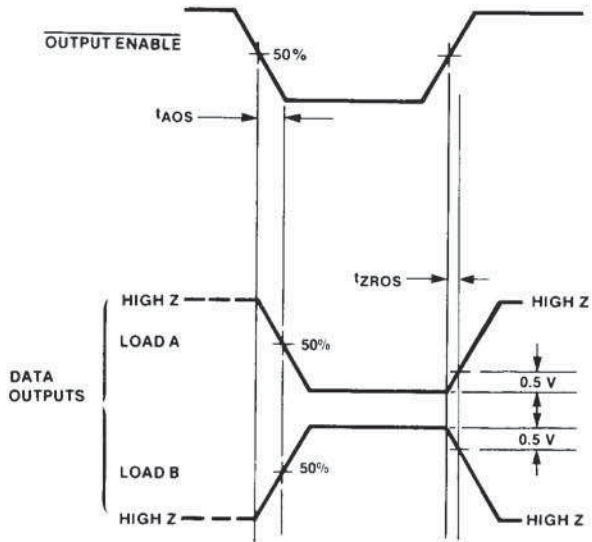 OUTPUT ENABLE
50%
tAOS
tZROS
HIGH Z
HIGH Z
LOAD A
50%
0.5 V
DATA
OUTPUTS
0.5 V
LOAD B
50%
HIGH Z
HIGH Z